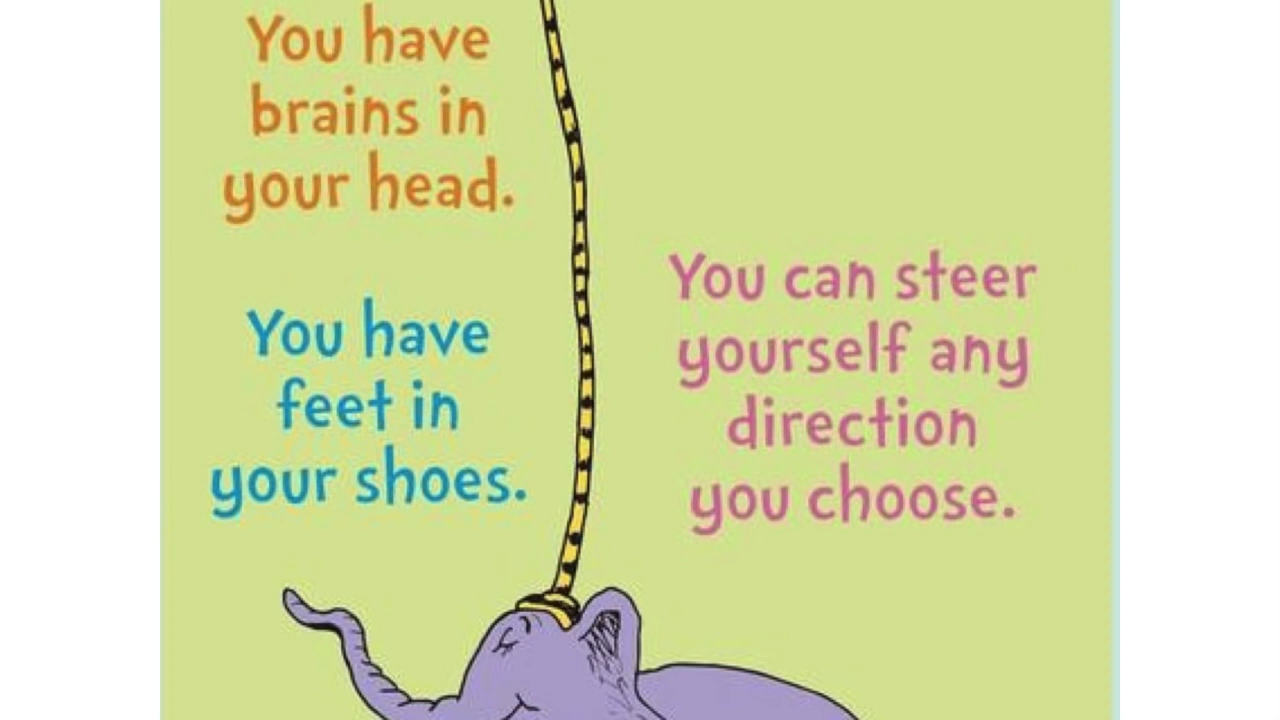 You have
brains in
your head.
You have
feet in
your shoes.
You can steer
yourself any
direction
you choose.